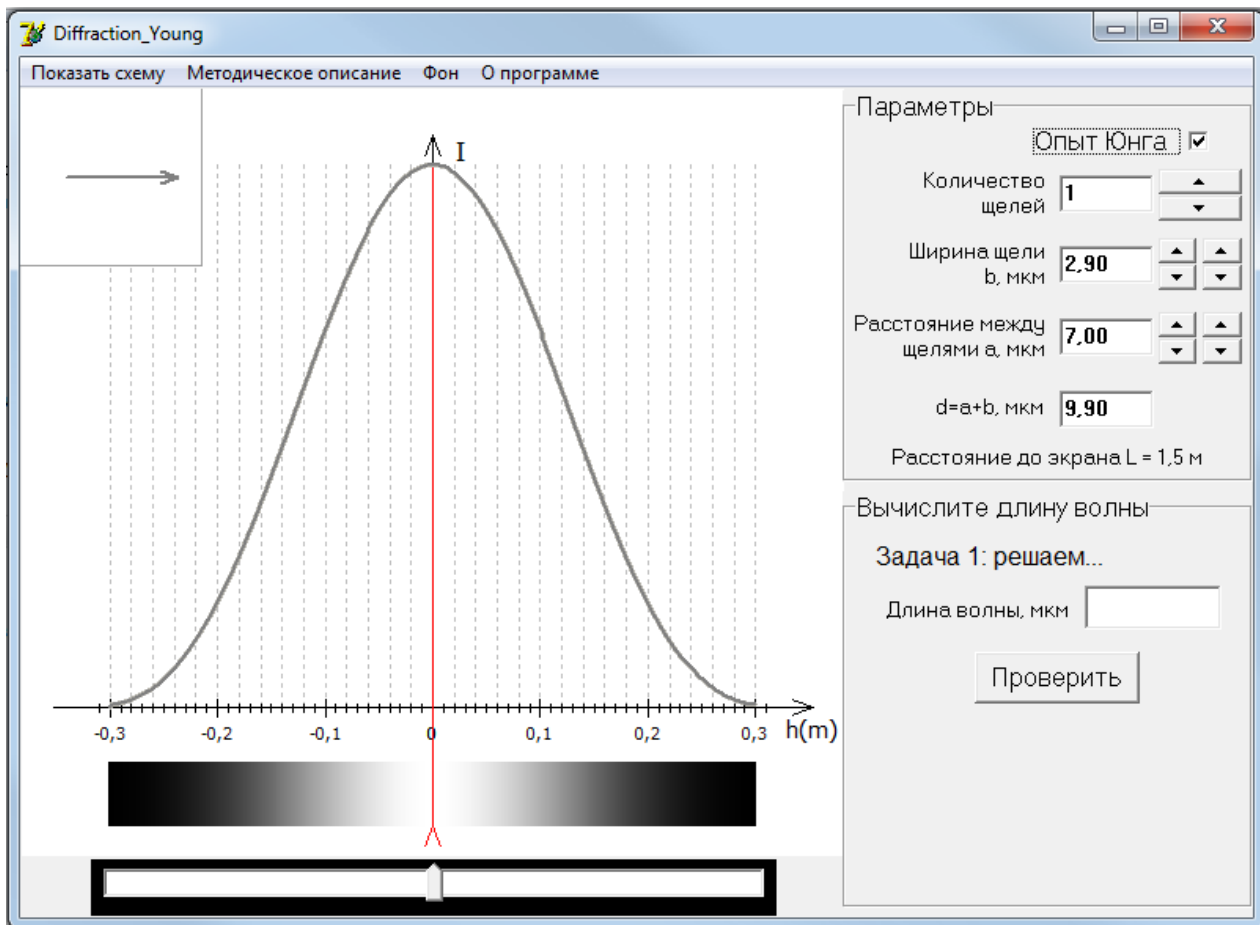 Diffraction_Young
Показать схему Методическое описание Фон О программе
I
-0,3 -0,2 -0,1 0 0,1 0,2 0,3 h(m)
Параметры
Опыт Юнга
Количество
щелей
1
Ширина щели
b, мкм
2,90
Расстояние между
щелями a, мкм
7,00
d=a+b, мкм 9,90
Расстояние до экрана L = 1,5 м
Вычислите длину волны
Задача 1: решаем...
Длина волны, мкм
Проверить